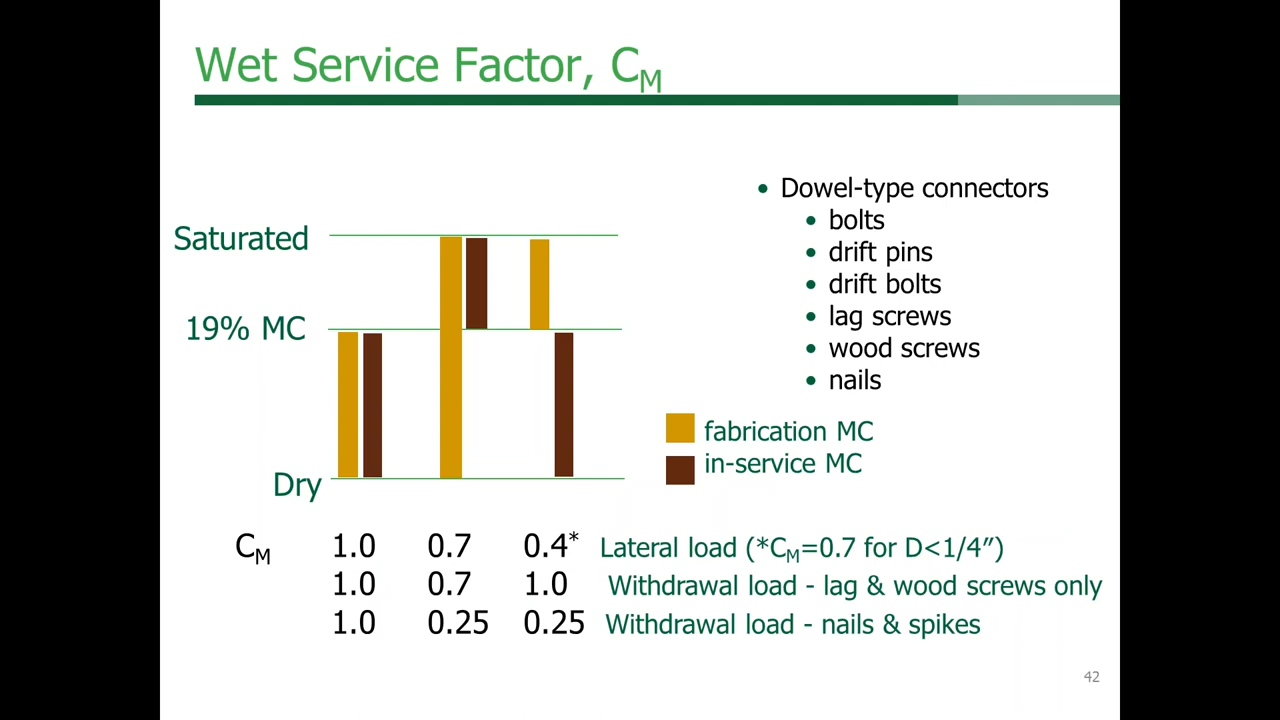 Wet Service Factor, CM
Saturated
19% MC
Dry
• Dowel-type connectors
• bolts
• drift pins
• drift bolts
• lag screws
• wood screws
• nails
fabrication MC
in-service MC
CM 1.0 0.7 0.4* Lateral load (*CM=0.7 for D<1/4″)
1.0 0.7 1.0 Withdrawal load - lag & wood screws only
1.0 0.25 0.25 Withdrawal load - nails & spikes
42